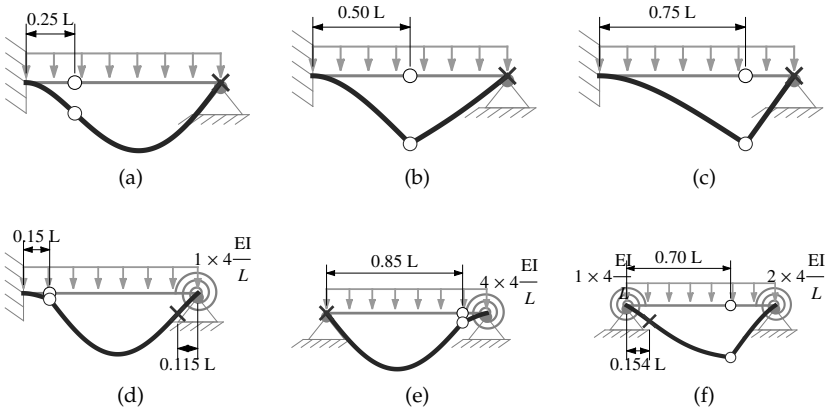 0.25 L
0.50 L
0.75 L
(a)
(b)
(c)
0.15 L
1 × 4 EI/L
0.115 L
0.85 L
4 × 4 EI/L
1 × 4 EI/L
0.70 L
2 × 4 EI/L
0.154 L
(d)
(e)
(f)